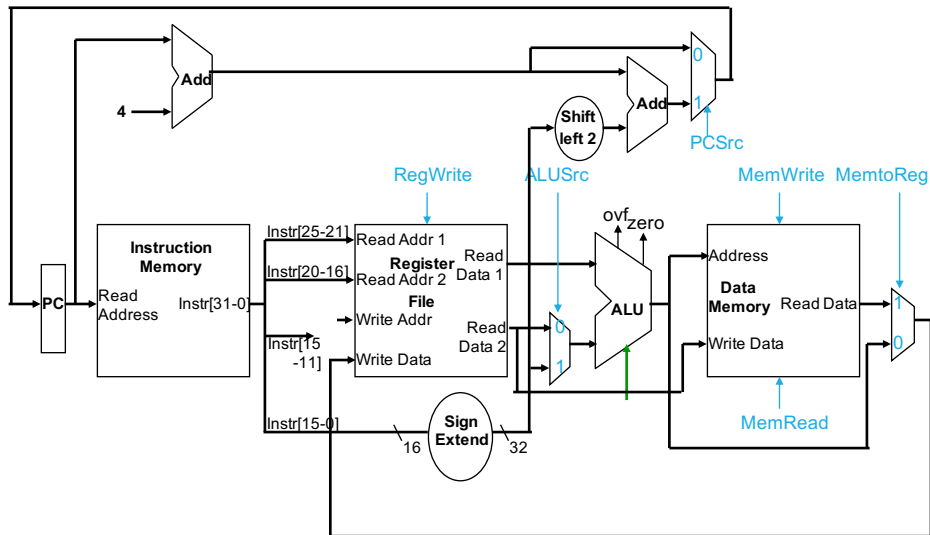 Add
4
Shift
left 2
Add
0
1
PCSrc
RegWrite
ALUSrc
MemWrite
MemtoReg
ovf
zero
Instruction
Memory
PC
Read
Address
Instr[31-0]
Instr[25-21]
Instr[20-16]
Instr[15
-11]
Instr[15-0]
Read Addr 1
Register
Read Addr 2
File
Write Addr
Write Data
Read
Data 1
Read
Data 2
0
1
ALU
Address
Data
Memory
Read Data
Write Data
1
0
MemRead
Sign
Extend
16
32